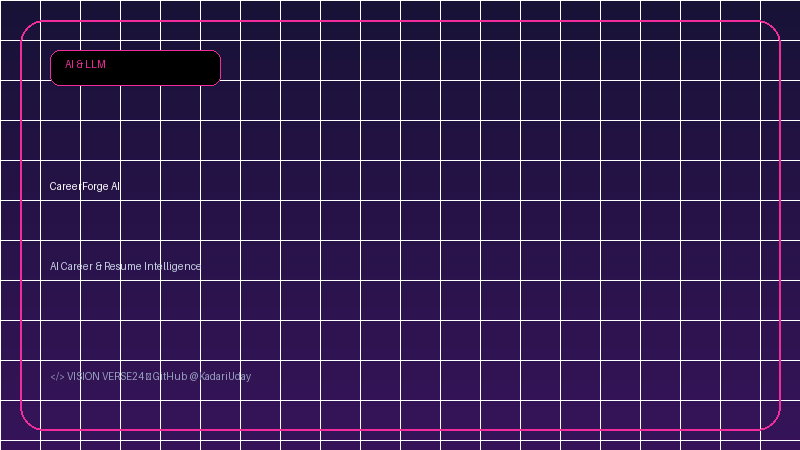 AI & LLM
CareerForge AI
AI Career & Resume Intelligence
</> VISION VERSE24 GitHub @KadariUday